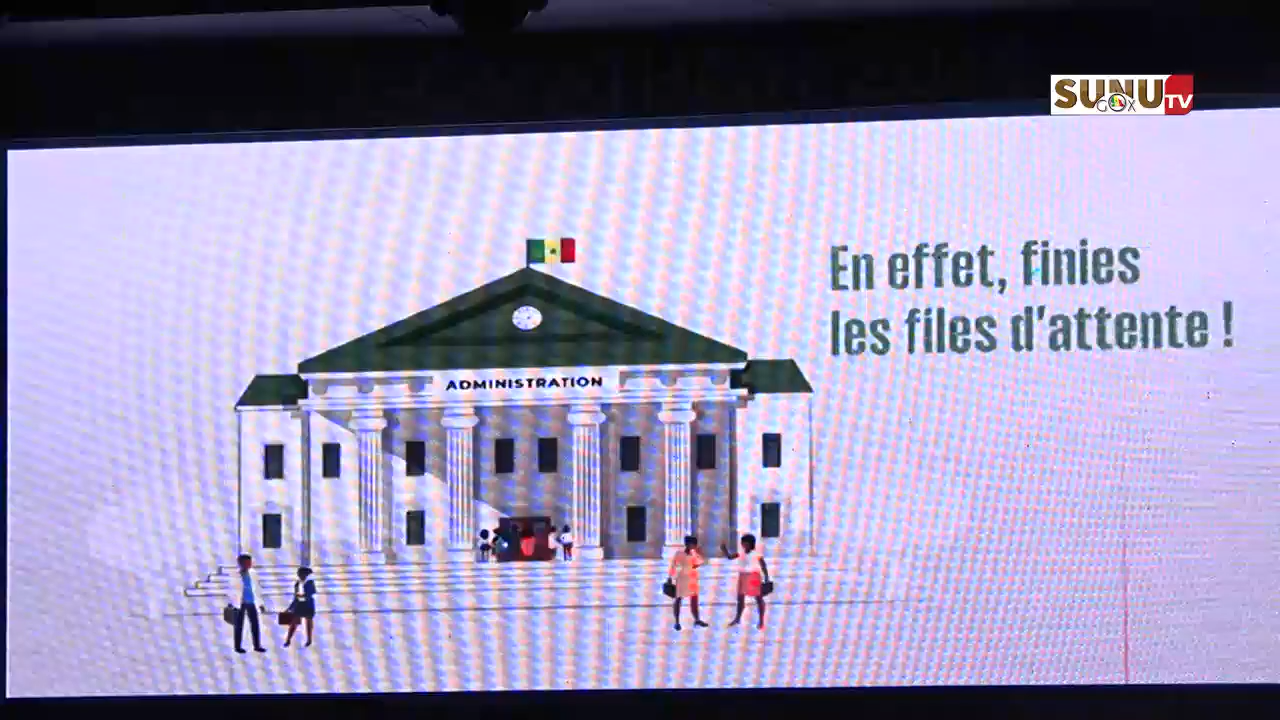 SUNU
GOX
TV
En effet, finies
les files d'attente !
ADMINISTRATION